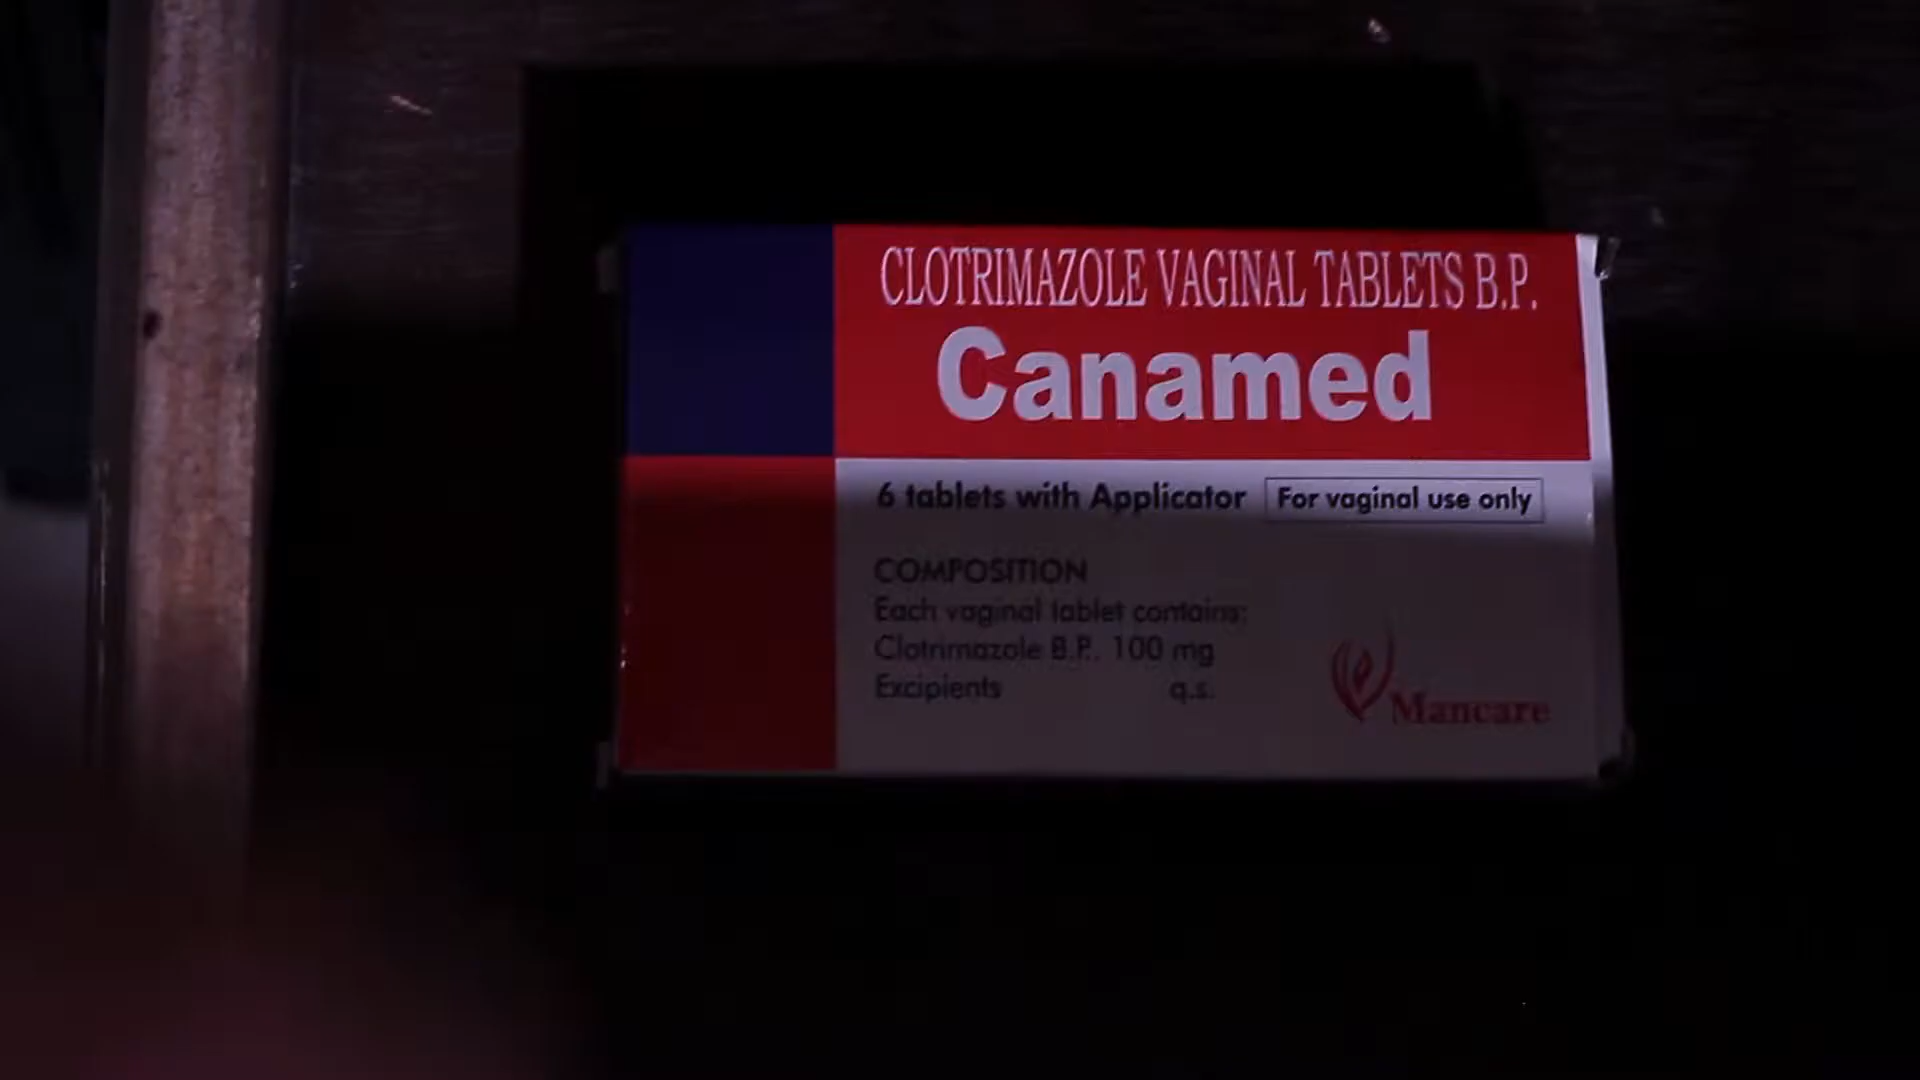 CLOTRIMAZOLE VAGINAL TABLETS B.P.
Canamed
6 tablets with Applicator For vaginal use only
COMPOSITION
Each vaginal tablet contains:
Clotrimazole B.P. 100 mg
Excipients q.s.
Mancare